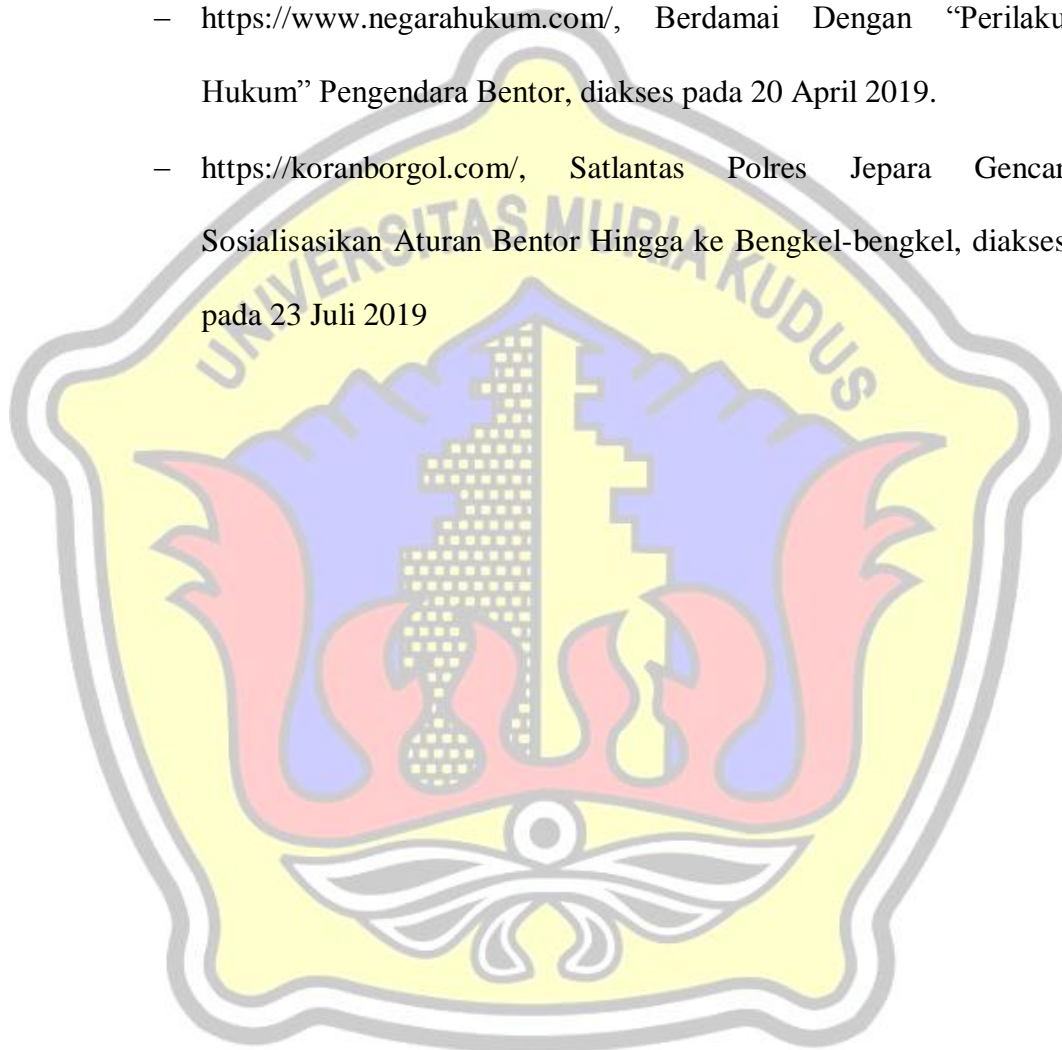 – https://www.negarahukum.com/, Berdamai Dengan “Perilaku
Hukum” Pengendara Bentor, diakses pada 20 April 2019.
– https://koranborgol.com/, Satlantas Polres Jepara Gencar
Sosialisasikan Aturan Bentor Hingga ke Bengkel-bengkel, diakses
pada 23 Juli 2019
UNIVERSITAS MURIA KUDUS